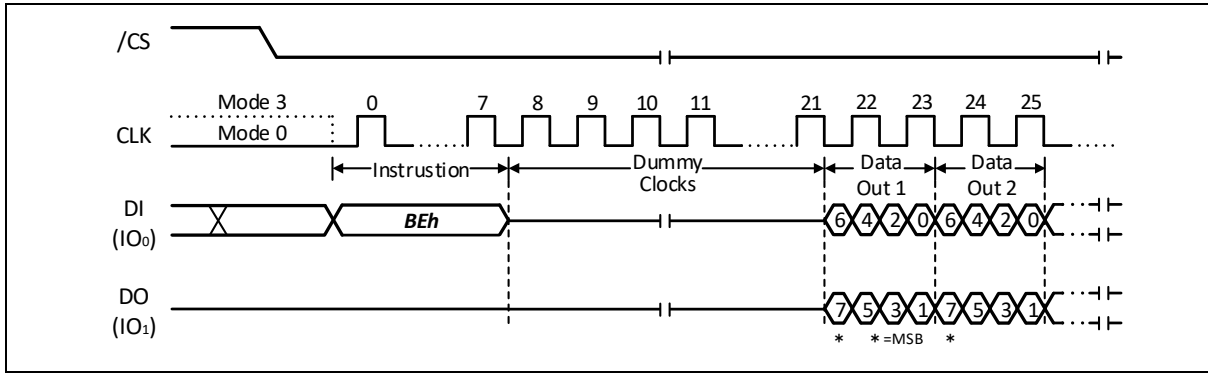 /CS
Mode 3
Mode 0
CLK
0 7 8 9 10 11 21 22 23 24 25
Instrustion
Dummy
Clocks
Data
Out 1
Data
Out 2
DI
(IO₀)
BEh
6 4 2 0 6 4 2 0
DO
(IO₁)
7 5 3 1 7 5 3 1
* * =MSB *